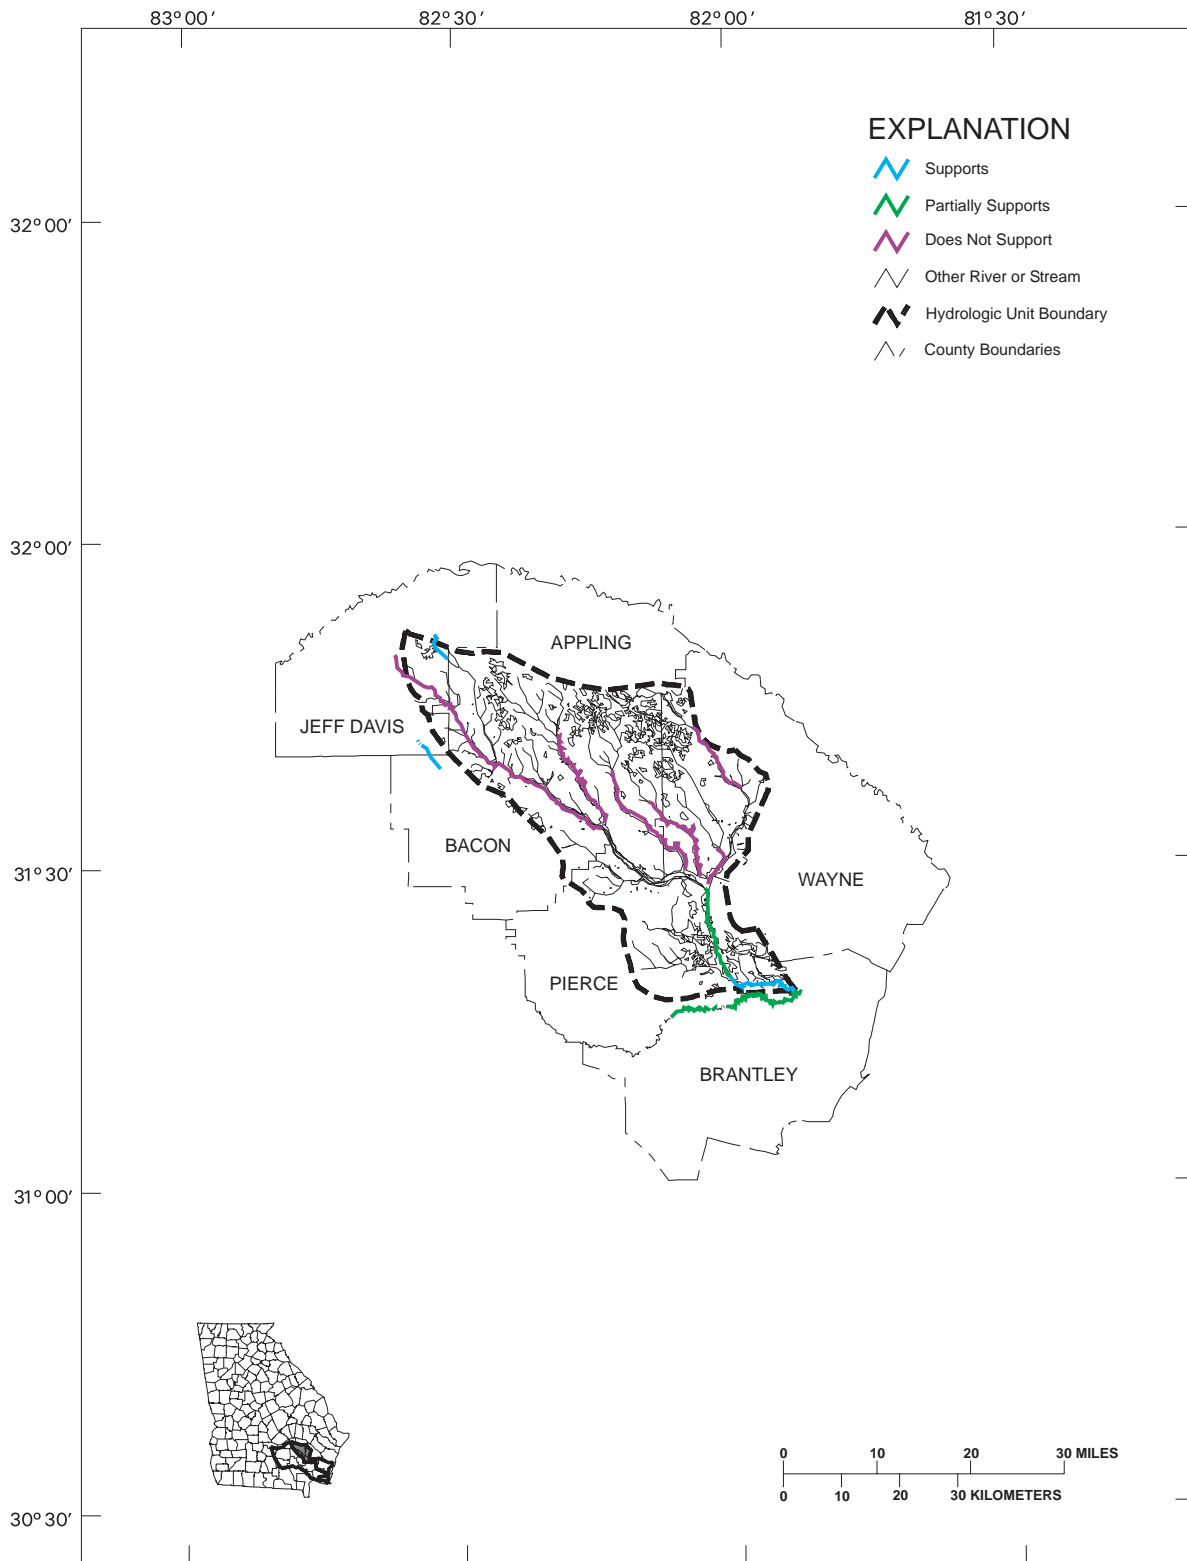 83°00′ 82°30′ 82°00′ 81°30′
EXPLANATION
Supports
Partially Supports
Does Not Support
Other River or Stream
Hydrologic Unit Boundary
County Boundaries
32°00′
32°00′
APPLING
JEFF DAVIS
BACON
31°30′
WAYNE
PIERCE
BRANTLEY
31°00′
0 10 20 30 MILES
0 10 20 30 KILOMETERS
30°30′